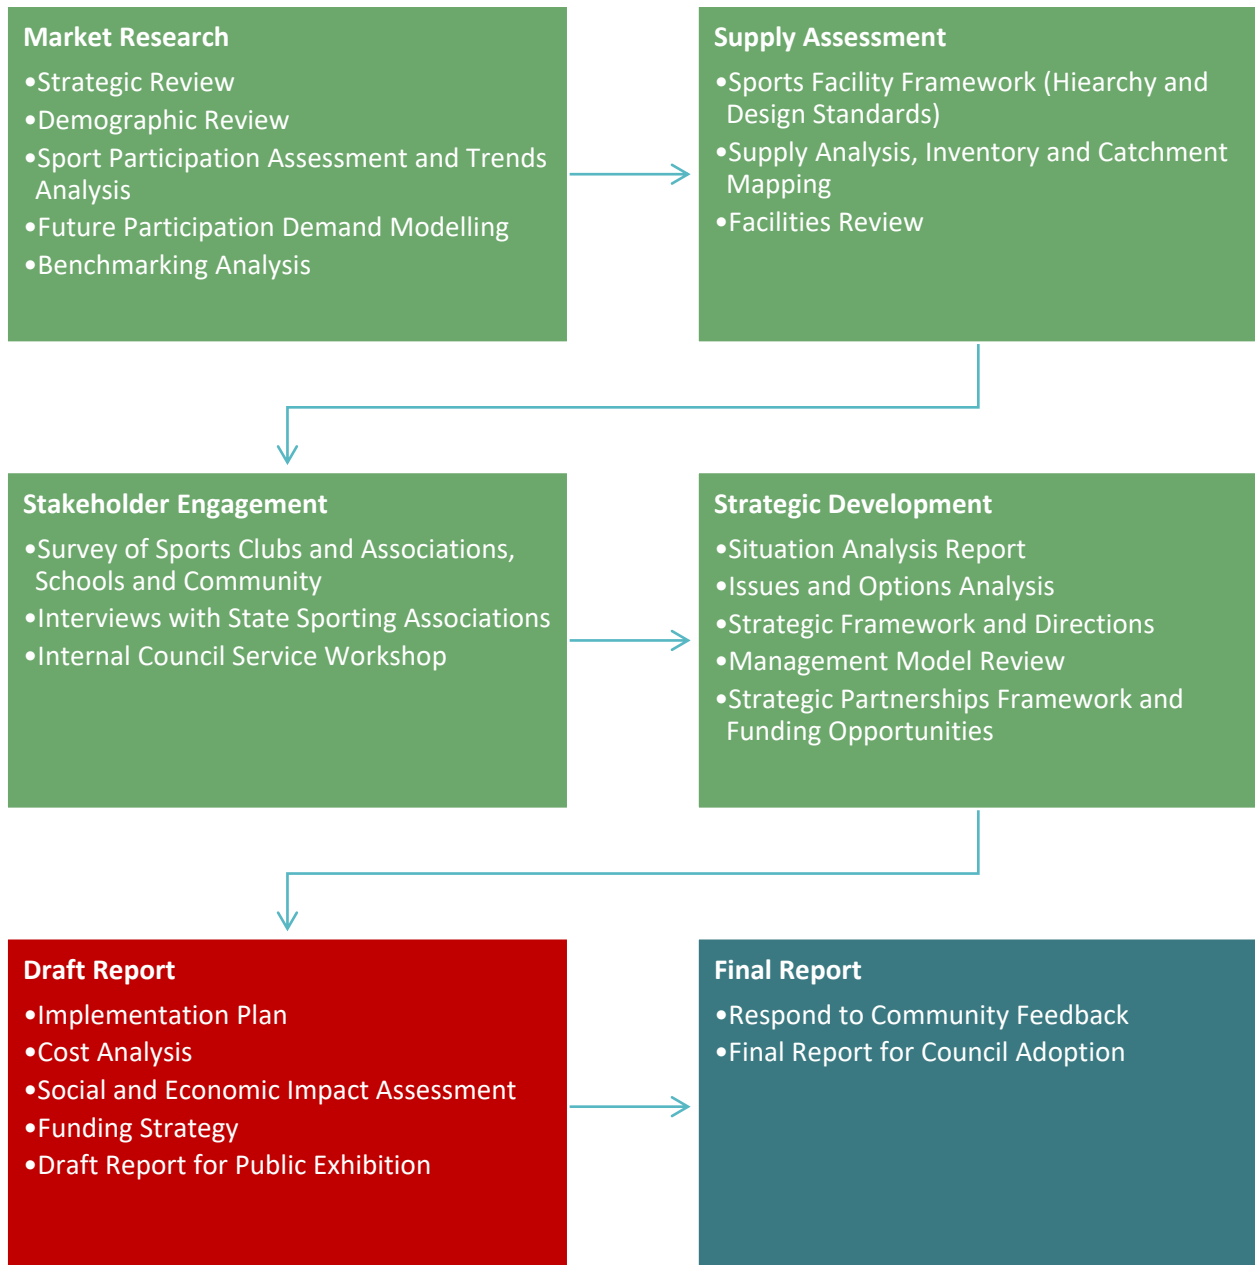 Market Research
•Strategic Review
•Demographic Review
•Sport Participation Assessment and Trends
Analysis
•Future Participation Demand Modelling
•Benchmarking Analysis
Supply Assessment
•Sports Facility Framework (Hiearchy and
Design Standards)
•Supply Analysis, Inventory and Catchment
Mapping
•Facilities Review
Stakeholder Engagement
•Survey of Sports Clubs and Associations,
Schools and Community
•Interviews with State Sporting Associations
•Internal Council Service Workshop
Strategic Development
•Situation Analysis Report
•Issues and Options Analysis
•Strategic Framework and Directions
•Management Model Review
•Strategic Partnerships Framework and
Funding Opportunities
Draft Report
•Implementation Plan
•Cost Analysis
•Social and Economic Impact Assessment
•Funding Strategy
•Draft Report for Public Exhibition
Final Report
•Respond to Community Feedback
•Final Report for Council Adoption